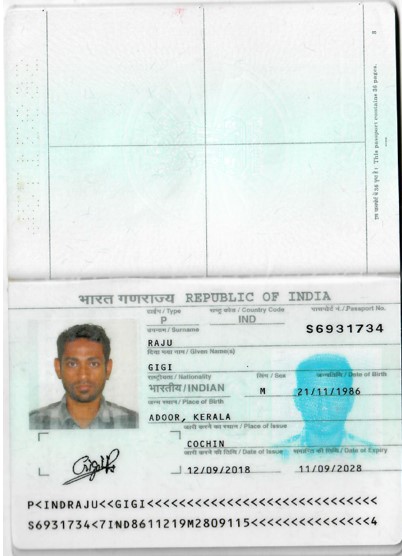 8
इस पासपोर्ट में 36 पृष्ठ हैं। This passport contains 36 pages.
भारत गणराज्य REPUBLIC OF INDIA
टाईप / Type राष्ट्र कोड / Country Code पासपोर्ट नं. / Passport No.
P IND S6931734
उपनाम / Surname
RAJU
दिया गया नाम / Given Name(s)
GIGI
राष्ट्रीयता / Nationality लिंग / Sex जन्मतिथि / Date of Birth
भारतीय / INDIAN M 21/11/1986
जन्म स्थान / Place of Birth
ADOOR, KERALA
जारी करने का स्थान / Place of Issue
COCHIN
जारी करने की तिथि / Date of Issue समाप्ति की तिथि / Date of Expiry
12/09/2018 11/09/2028
P<INDRAJU<<GIGI<<<<<<<<<<<<<<<<<<<<<<<<<<<<<
S6931734<7IND8611219M2809115<<<<<<<<<<<<<<<4